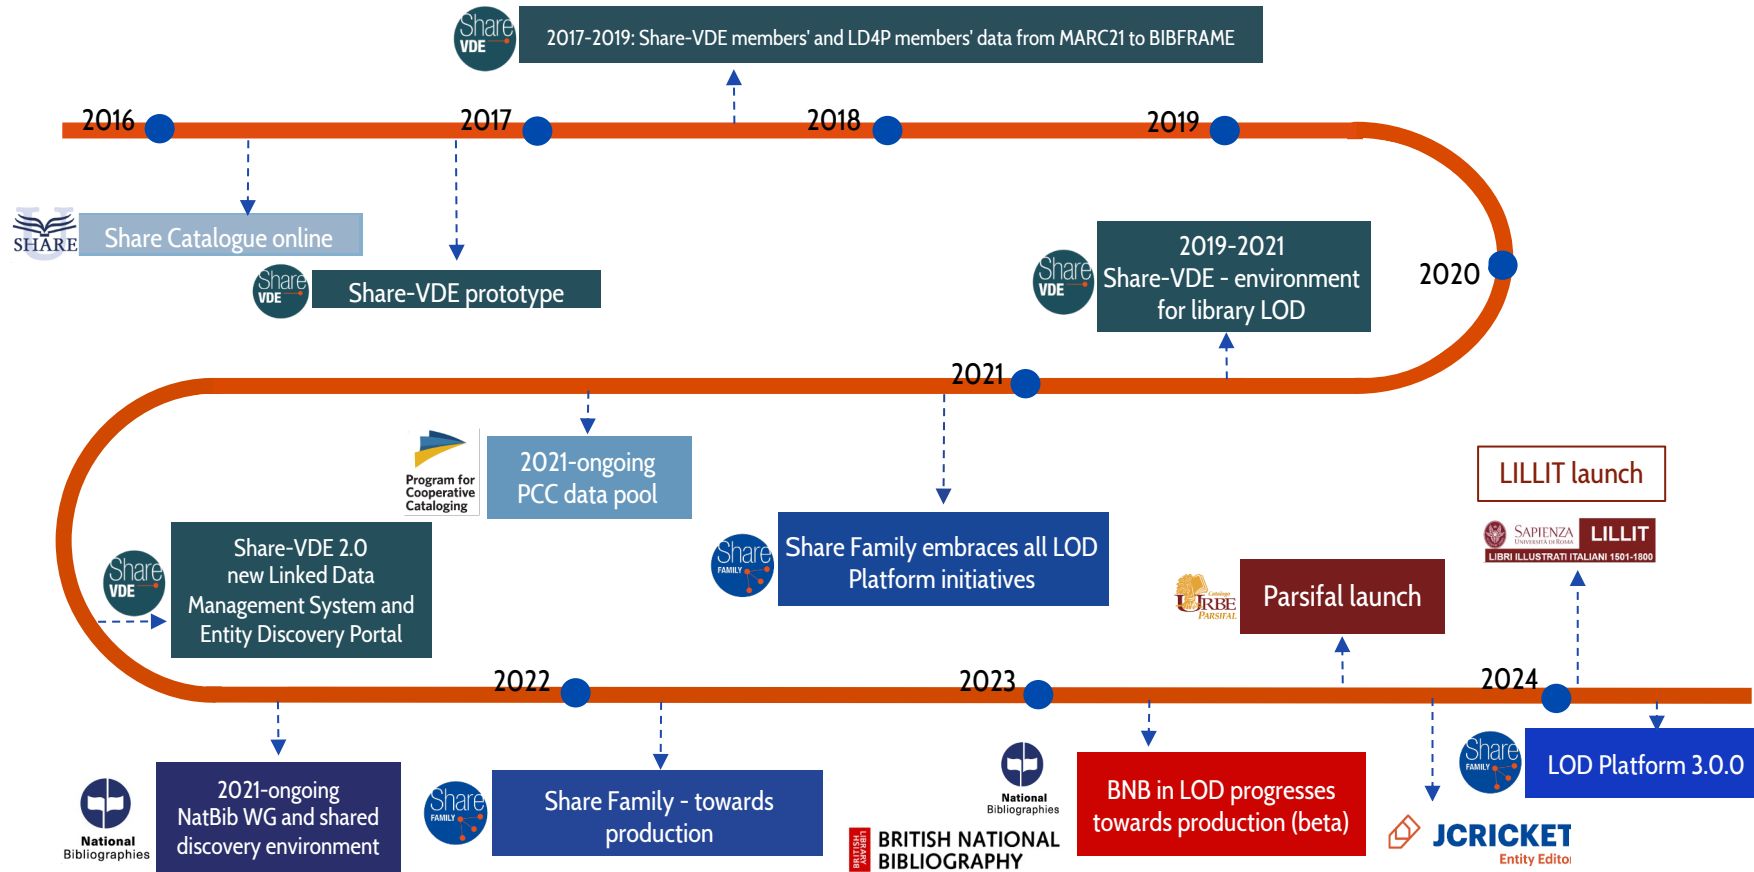 Share
VDE
2017-2019: Share-VDE members' and LD4P members' data from MARC21 to BIBFRAME
2016
2017
2018
2019
U
SHARE
Share Catalogue online
Share
VDE
Share-VDE prototype
Share
VDE
2019-2021
Share-VDE - environment
for library LOD
2020
2021
Program for
Cooperative
Cataloging
2021-ongoing
PCC data pool
Share
FAMILY
Share Family embraces all LOD
Platform initiatives
LILLIT launch
SAPIENZA
UNIVERSITÀ DI ROMA
LILLIT
LIBRI ILLUSTRATI ITALIANI 1501-1800
Share
VDE
Share-VDE 2.0
new Linked Data
Management System and
Entity Discovery Portal
Catalogo
URBE
PARSIFAL
Parsifal launch
2022
2023
2024
National
Bibliographies
2021-ongoing
NatBib WG and shared
discovery environment
Share
FAMILY
Share Family - towards
production
National
Bibliographies
LIBRARY
BRITISH
BRITISH NATIONAL
BIBLIOGRAPHY
BNB in LOD progresses
towards production (beta)
JCRICKET
Entity Editor
Share
FAMILY
LOD Platform 3.0.0